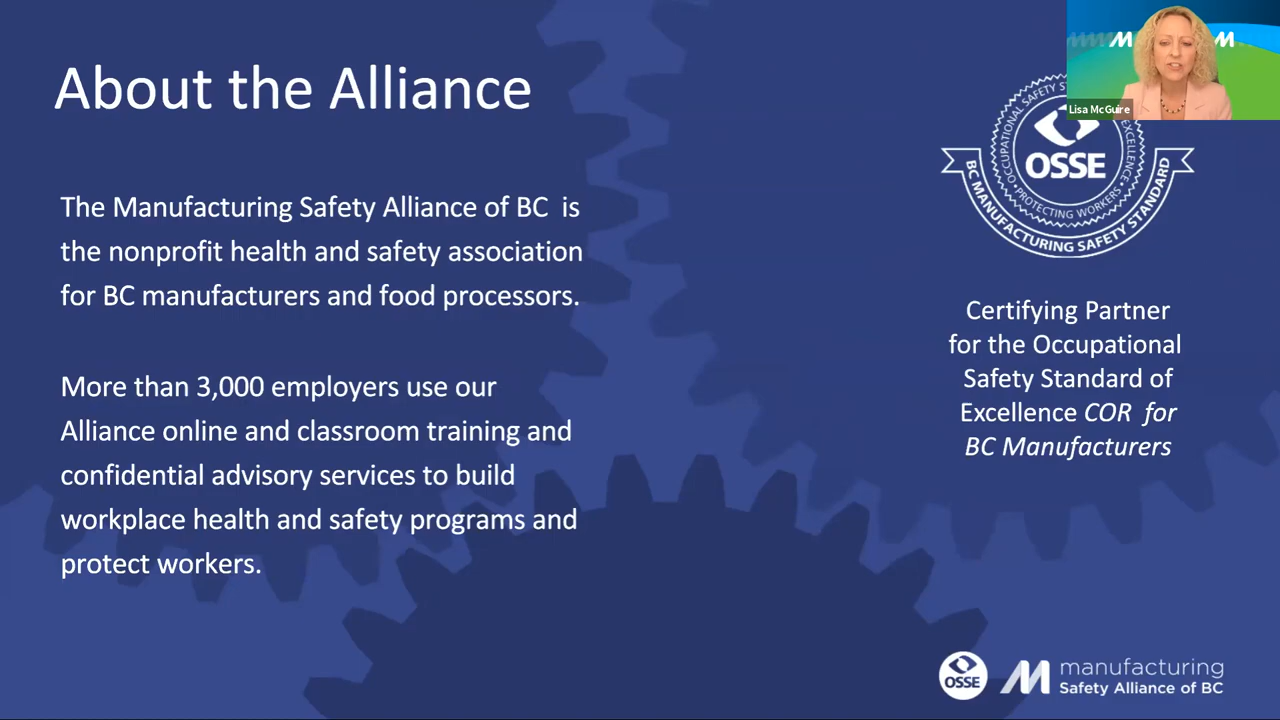 About the Alliance
The Manufacturing Safety Alliance of BC is
the nonprofit health and safety association
for BC manufacturers and food processors.
More than 3,000 employers use our
Alliance online and classroom training and
confidential advisory services to build
workplace health and safety programs and
protect workers.
Lisa McGuire
OCCUPATIONAL SAFETY
EXCELLENCE
OSSE
• PROTECTING WORKERS •
BC MANUFACTURING SAFETY STANDARD
Certifying Partner
for the Occupational
Safety Standard of
Excellence COR for
BC Manufacturers
OSSE
manufacturing
Safety Alliance of BC